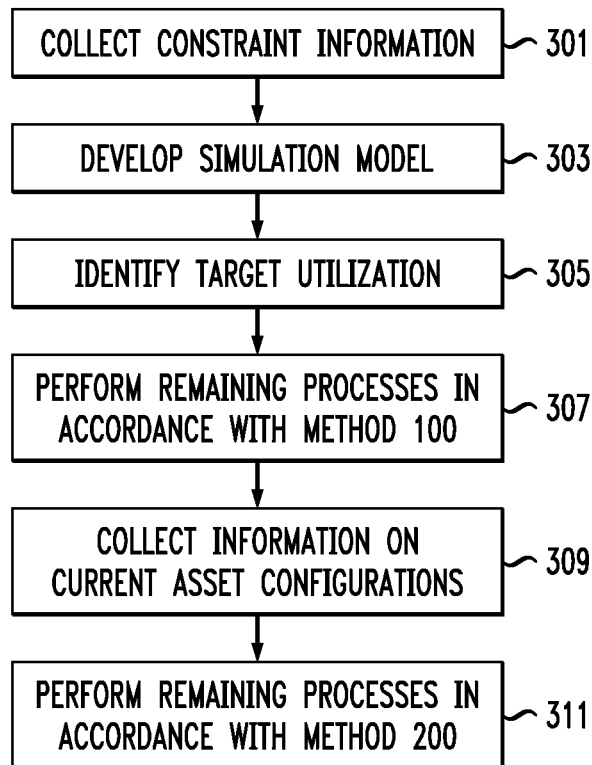 COLLECT CONSTRAINT INFORMATION 301
DEVELOP SIMULATION MODEL 303
IDENTIFY TARGET UTILIZATION 305
PERFORM REMAINING PROCESSES IN
ACCORDANCE WITH METHOD 100 307
COLLECT INFORMATION ON
CURRENT ASSET CONFIGURATIONS 309
PERFORM REMAINING PROCESSES IN
ACCORDANCE WITH METHOD 200 311